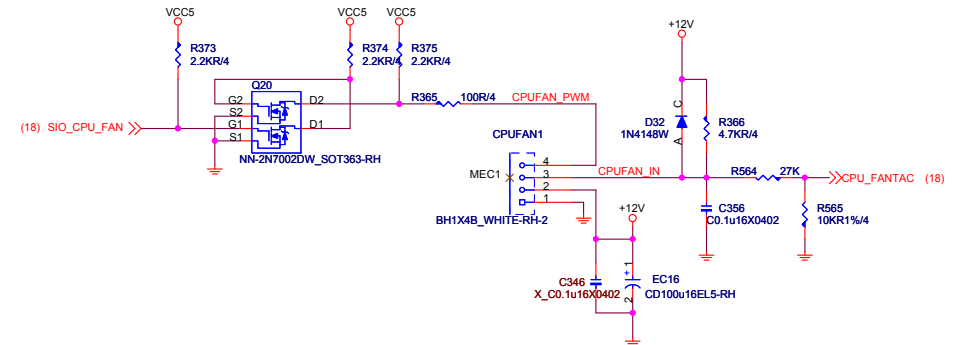 VCC5
VCC5
VCC5
+12V
R373
2.2KR/4
R374
2.2KR/4
R375
2.2KR/4
Q20
G2
S2
G1
S1
D2
D1
NN-2N7002DW_SOT363-RH
(18) SIO_CPU_FAN
R365
100R/4
CPUFAN_PWM
D32
1N4148W
C
A
R366
4.7KR/4
CPUFAN1
MEC1
4
3
2
1
BH1X4B_WHITE-RH-2
CPUFAN_IN
R564
27K
CPU_FANTAC (18)
C356
C0.1u16X0402
R565
10KR1%/4
+12V
C346
X_C0.1u16X0402
+
1
2
EC16
CD100u16EL5-RH